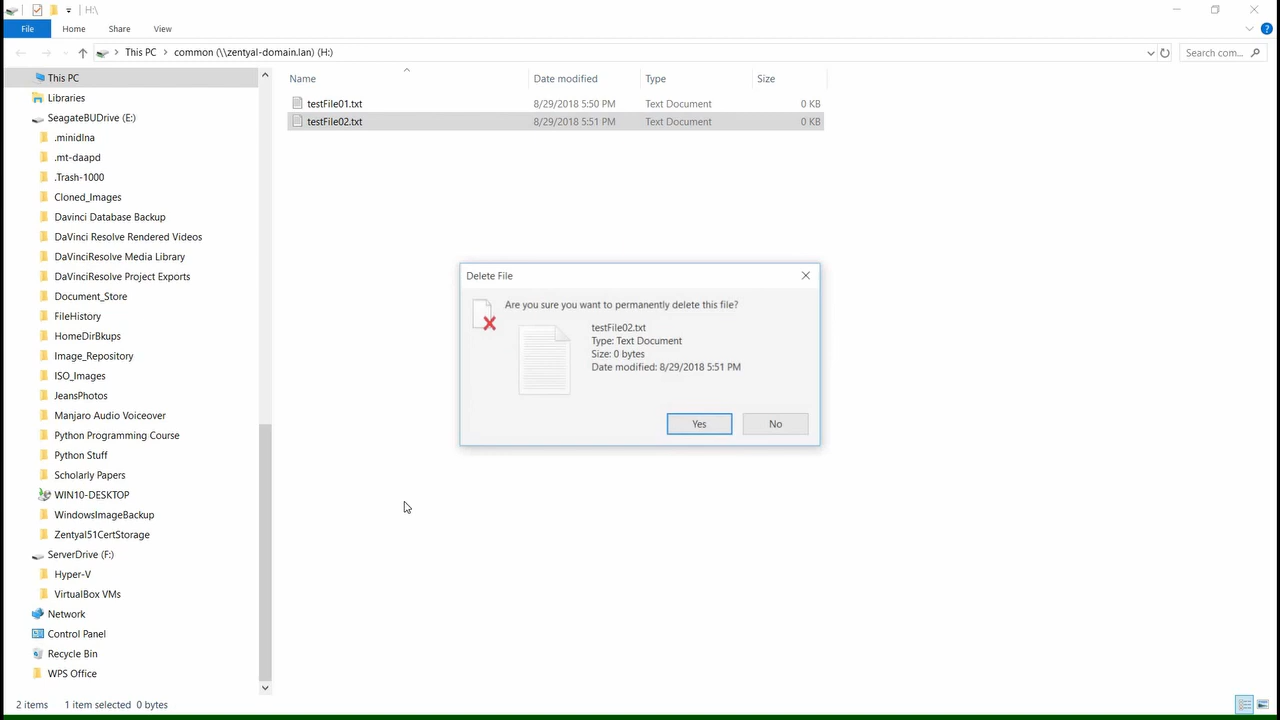 H:\
File Home Share View
This PC common (\\zentyal-domain.lan) (H:) Search com...
This PC
Libraries
SeagateBUDrive (E:)
.minidlna
.mt-daapd
.Trash-1000
Cloned_Images
Davinci Database Backup
DaVinci Resolve Rendered Videos
DaVinciResolve Media Library
DaVinciResolve Project Exports
Document_Store
FileHistory
HomeDirBkups
Image_Repository
ISO_Images
JeansPhotos
Manjaro Audio Voiceover
Python Programming Course
Python Stuff
Scholarly Papers
WIN10-DESKTOP
WindowsImageBackup
Zentyal51CertStorage
ServerDrive (F:)
Hyper-V
VirtualBox VMs
Network
Control Panel
Recycle Bin
WPS Office
Name Date modified Type Size
testFile01.txt 8/29/2018 5:50 PM Text Document 0 KB
testFile02.txt 8/29/2018 5:51 PM Text Document 0 KB
Delete File
Are you sure you want to permanently delete this file?
testFile02.txt
Type: Text Document
Size: 0 bytes
Date modified: 8/29/2018 5:51 PM
Yes No
2 items 1 item selected 0 bytes